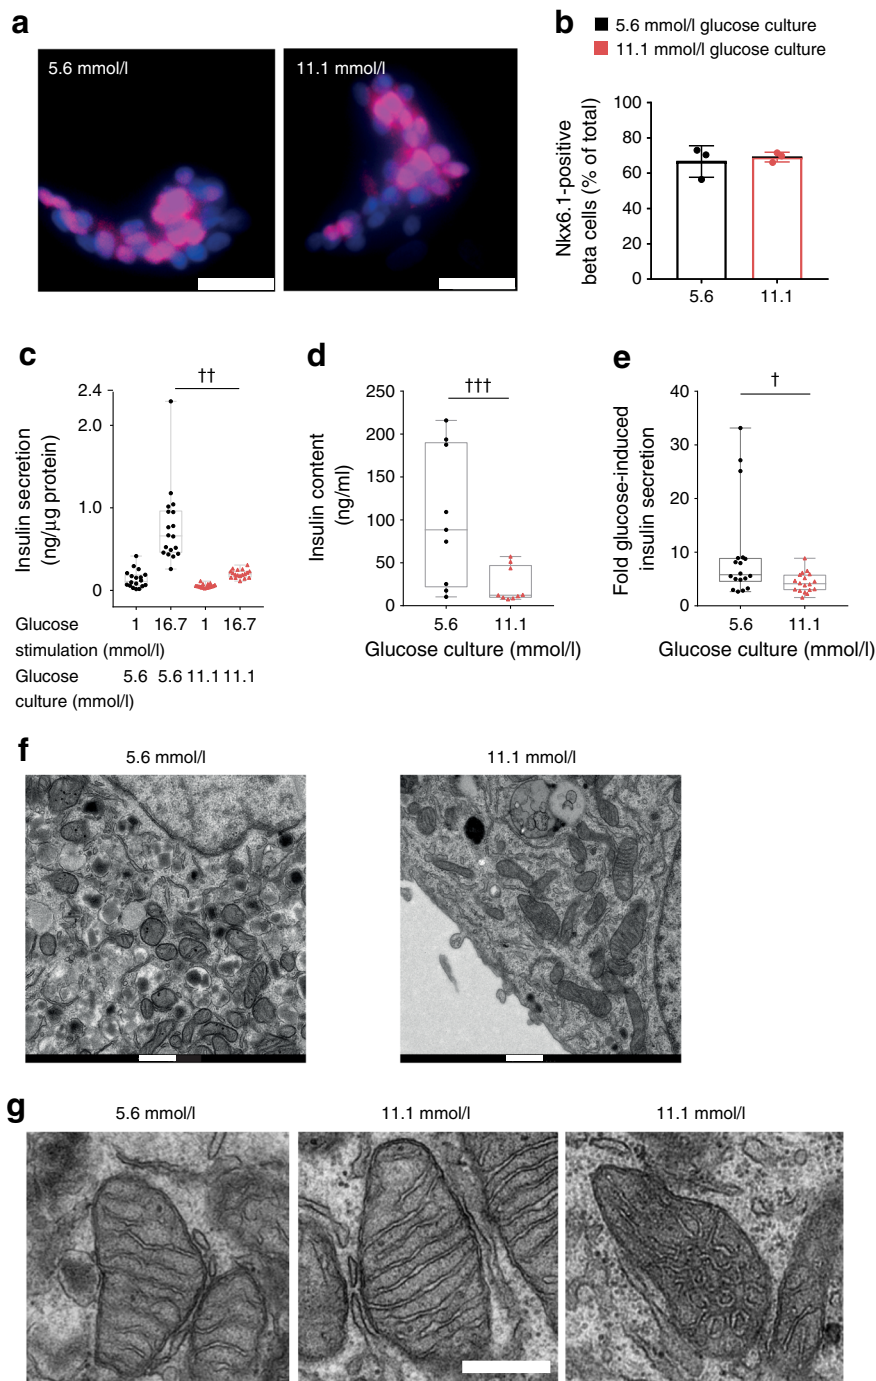 a
5.6 mmol/l
11.1 mmol/l
b
5.6 mmol/l glucose culture
11.1 mmol/l glucose culture
Nkx6.1-positive
beta cells (% of total)
100
80
60
40
20
0
5.6
11.1
c
Insulin secretion
(ng/μg protein)
2.4
2.0
1.0
0
††
Glucose 1 16.7 1 16.7
stimulation (mmol/l)
Glucose 5.6 5.6 11.1 11.1
culture (mmol/l)
d
Insulin content
(ng/ml)
250
200
150
100
50
0
†††
5.6 11.1
Glucose culture (mmol/l)
e
Fold glucose-induced
insulin secretion
40
30
20
10
0
†
5.6 11.1
Glucose culture (mmol/l)
f
5.6 mmol/l
11.1 mmol/l
g
5.6 mmol/l
11.1 mmol/l
11.1 mmol/l